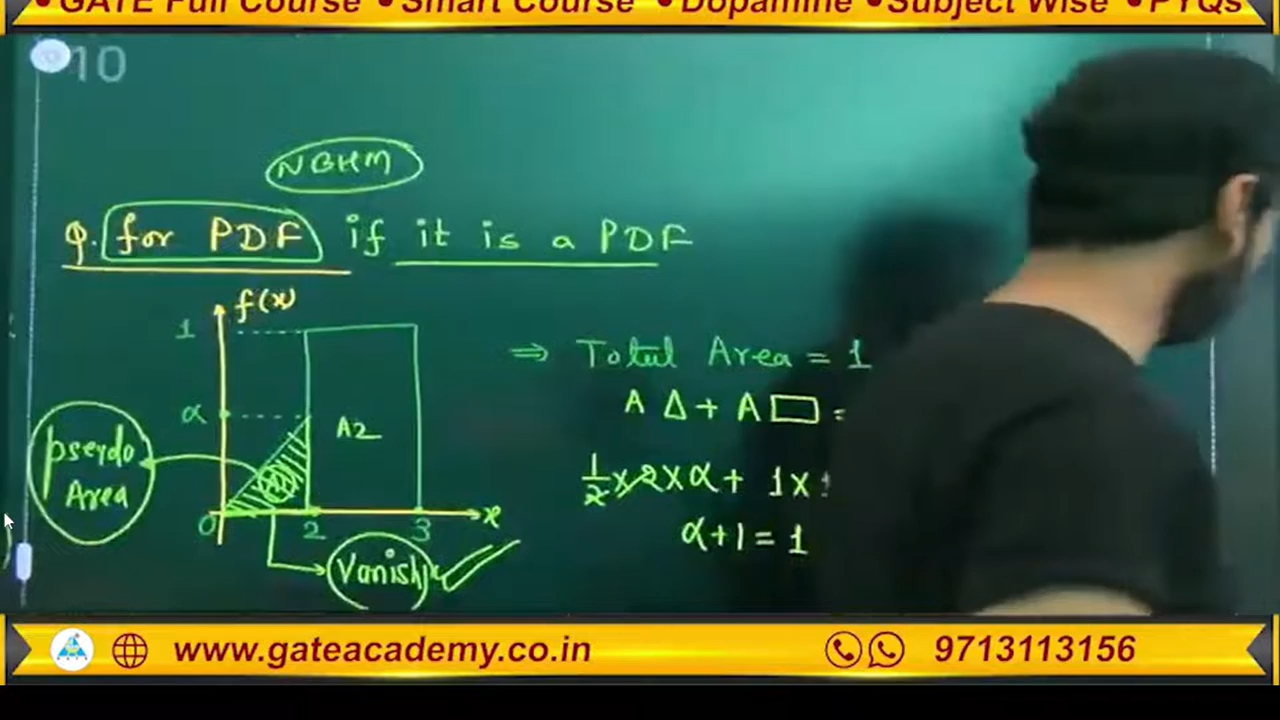 •GATE Full Course •Smart Course •Dopamine •Subject Wise •PYQs
10
NBHM
Q. for PDF if it is a PDF
f(x)
1
α
A2
Pseudo
Area
0 2 3 x
Vanish
⇒ Total Area = 1
A Δ + A ▭ =
1/2 x 2 x α + 1 x
α + 1 = 1
www.gateacademy.co.in 9713113156